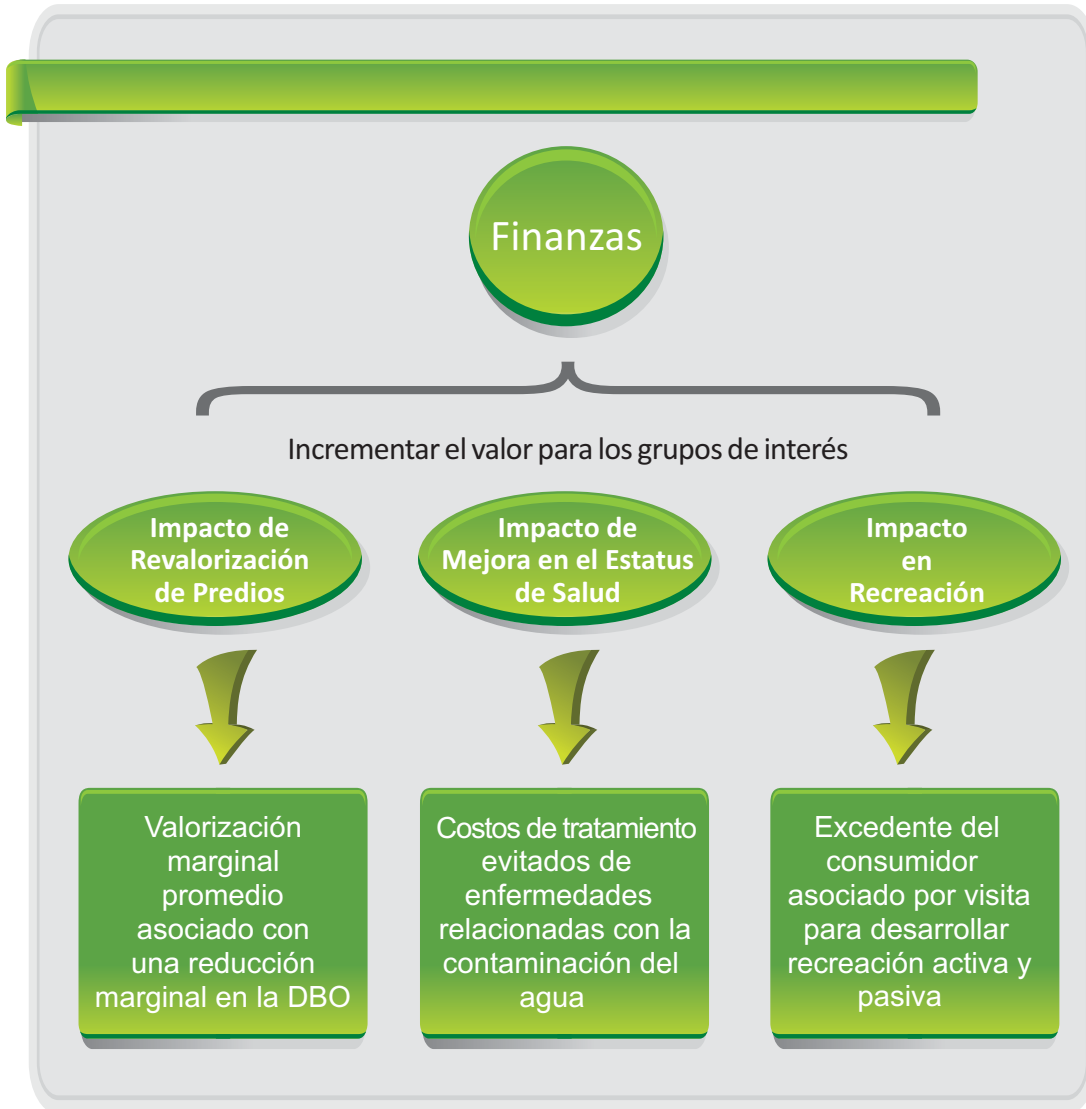 Finanzas
Incrementar el valor para los grupos de interés
Impacto de
Revalorización
de Predios
Impacto de
Mejora en el Estatus
de Salud
Impacto
en
Recreación
Valorización
marginal
promedio
asociado con
una reducción
marginal en la DBO
Costos de tratamiento
evitados de
enfermedades
relacionadas con la
contaminación del
agua
Excedente del
consumidor
asociado por visita
para desarrollar
recreación activa y
pasiva